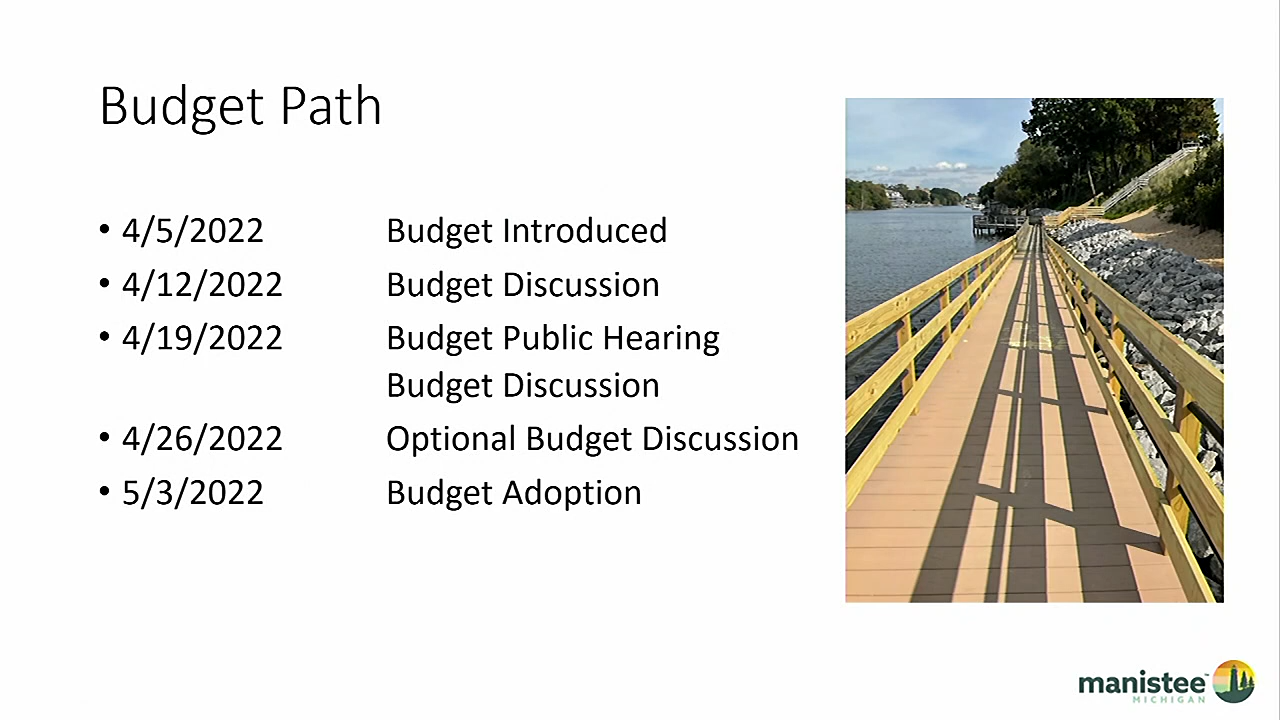 Budget Path
• 4/5/2022 Budget Introduced
• 4/12/2022 Budget Discussion
• 4/19/2022 Budget Public Hearing
Budget Discussion
• 4/26/2022 Optional Budget Discussion
• 5/3/2022 Budget Adoption
manistee™
MICHIGAN